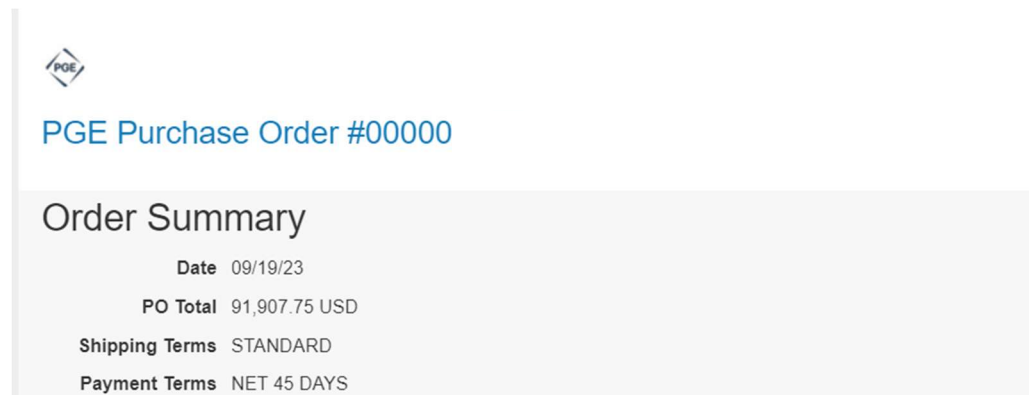 PGE
PGE Purchase Order #00000
Order Summary
Date 09/19/23
PO Total 91,907.75 USD
Shipping Terms STANDARD
Payment Terms NET 45 DAYS